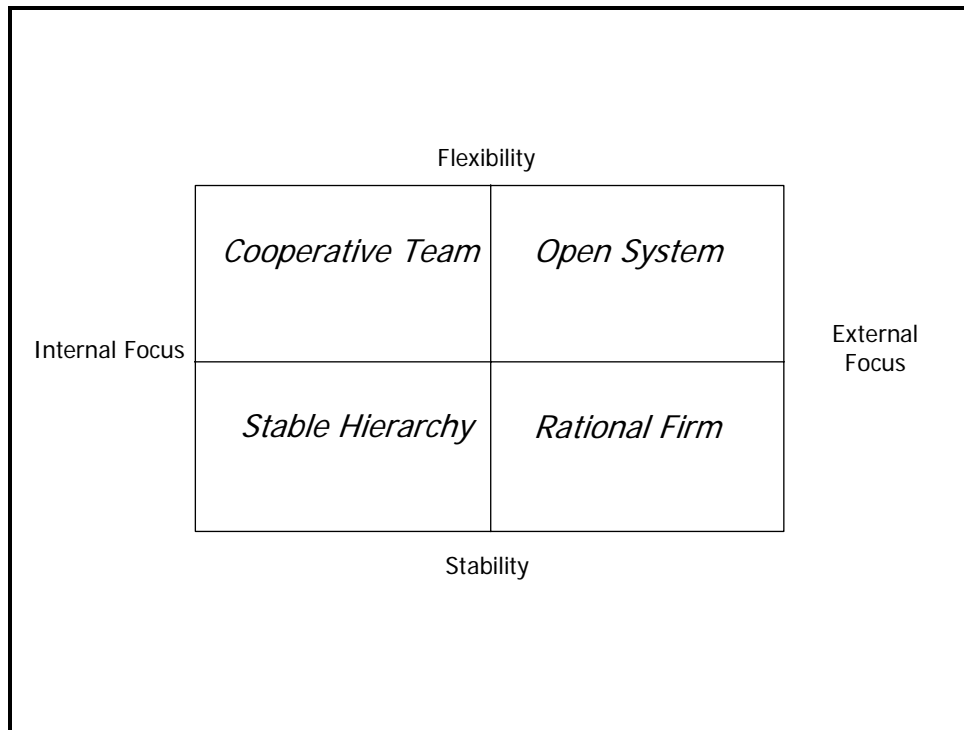 Flexibility
Cooperative Team
Open System
Internal Focus
External
Focus
Stable Hierarchy
Rational Firm
Stability